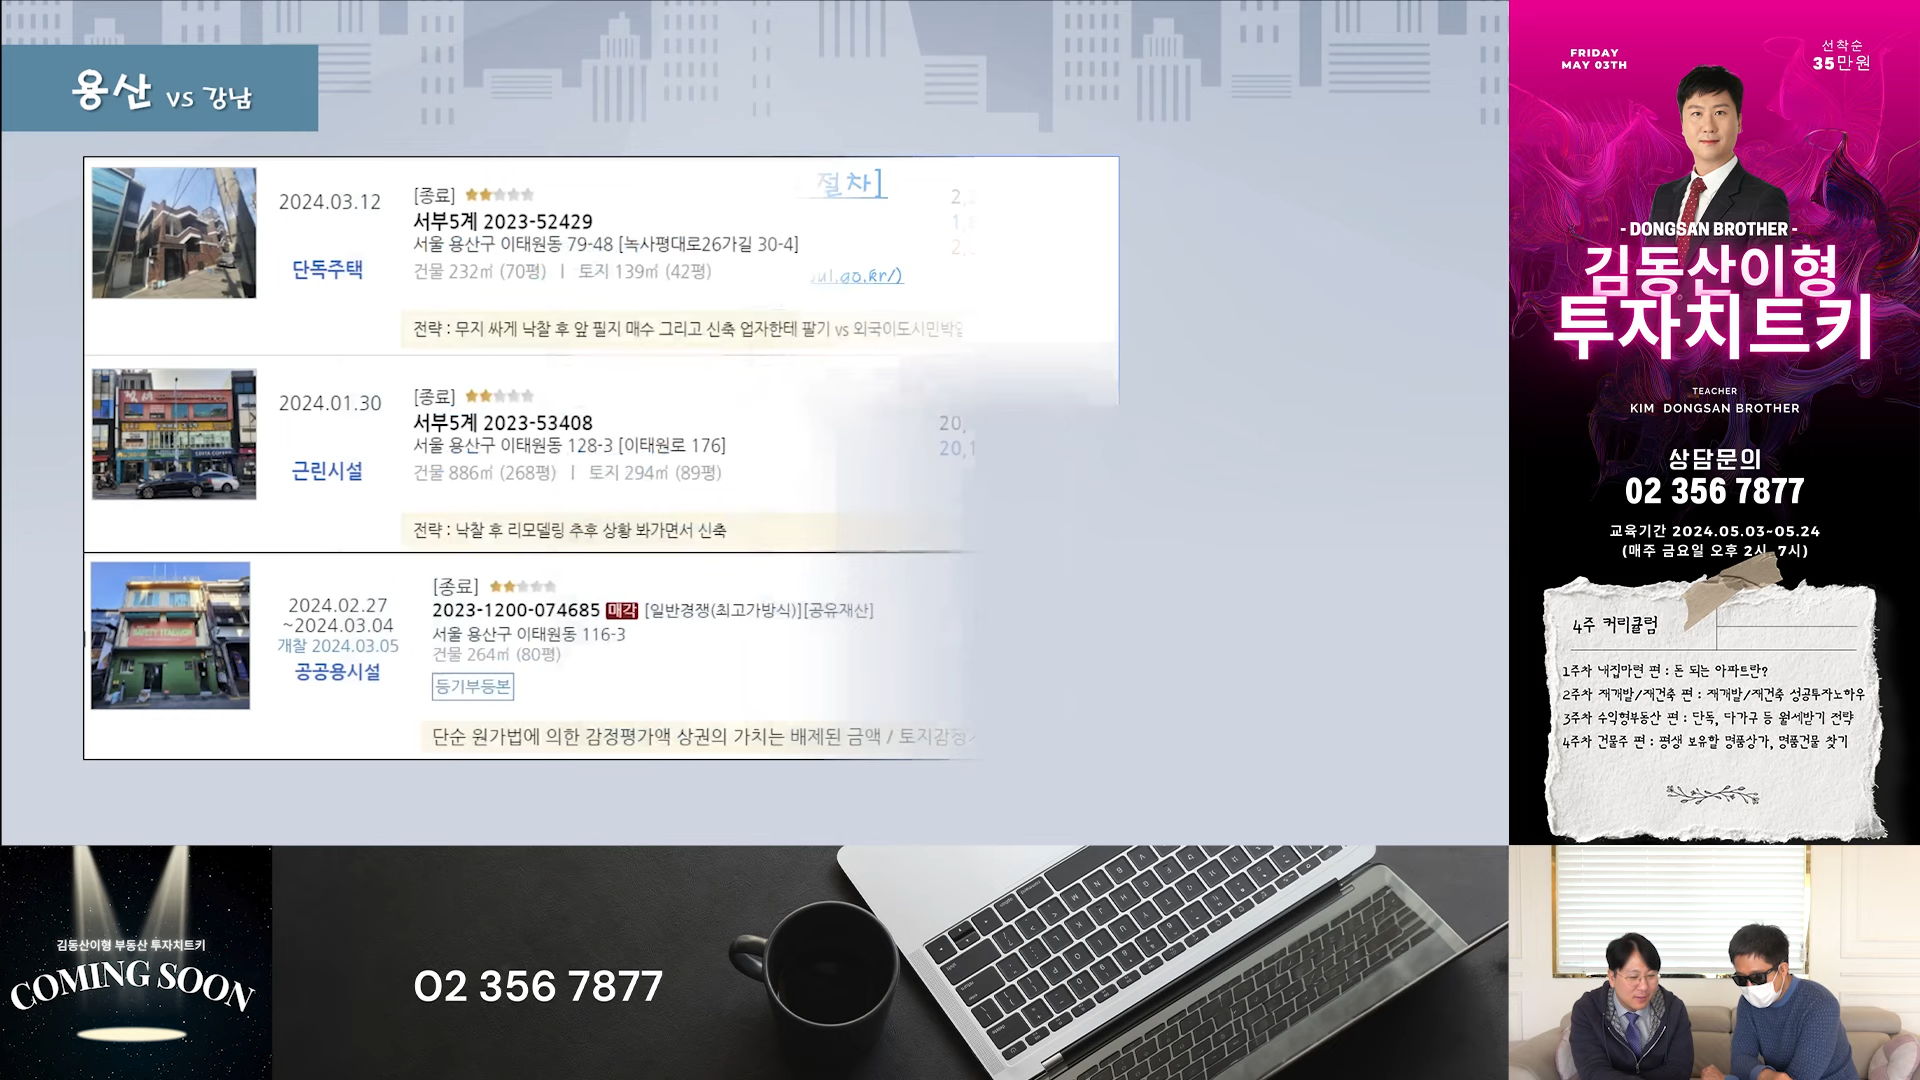 용산 vs 강남
2024.03.12
단독주택
[종료]
서부5계 2023-52429
서울 용산구 이태원동 79-48 [녹사평대로26가길 30-4]
건물 232㎡ (70평) | 토지 139㎡ (42평)
절차]
ul.go.kr/)
전략 : 무지 싸게 낙찰 후 앞 필지 매수 그리고 신축 업자한테 팔기 vs 외국이도시민박업
2024.01.30
근린시설
[종료]
서부5계 2023-53408
서울 용산구 이태원동 128-3 [이태원로 176]
건물 886㎡ (268평) | 토지 294㎡ (89평)
20,
20,1
전략 : 낙찰 후 리모델링 추후 상황 봐가면서 신축
2024.02.27
~2024.03.04
개찰 2024.03.05
공공용시설
[종료]
2023-1200-074685 매각 [일반경쟁(최고가방식)][공유재산]
서울 용산구 이태원동 116-3
건물 264㎡ (80평)
등기부등본
단순 원가법에 의한 감정평가액 상권의 가치는 배제된 금액 / 토지감정
FRIDAY
MAY 03TH
선착순
35만원
- DONGSAN BROTHER -
김동산이형
투자치트키
TEACHER
KIM DONGSAN BROTHER
상담문의
02 356 7877
교육기간 2024.05.03~05.24
(매주 금요일 오후 2시, 7시)
4주 커리큘럼
1주차 내집마련 편 : 돈 되는 아파트란?
2주차 재개발/재건축 편 : 재개발/재건축 성공투자노하우
3주차 수익형부동산 편 : 단독, 다가구 등 월세받기 전략
4주차 건물주 편 : 평생 보유할 명품상가, 명품건물 찾기
김동산이형 부동산 투자치트키
COMING SOON
02 356 7877